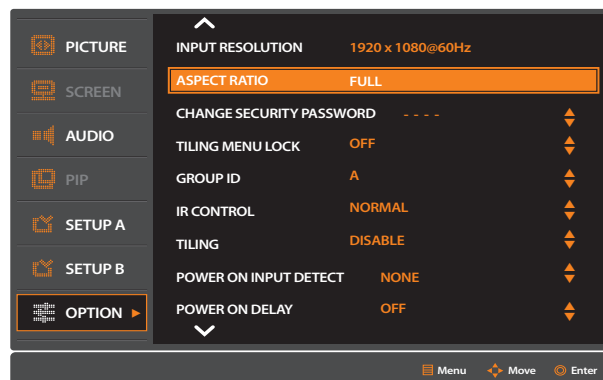 PICTURE
SCREEN
AUDIO
PIP
SETUP A
SETUP B
OPTION
INPUT RESOLUTION 1920 x 1080@60Hz
ASPECT RATIO FULL
CHANGE SECURITY PASSWORD - - - -
TILING MENU LOCK OFF
GROUP ID A
IR CONTROL NORMAL
TILING DISABLE
POWER ON INPUT DETECT NONE
POWER ON DELAY OFF
Menu Move Enter